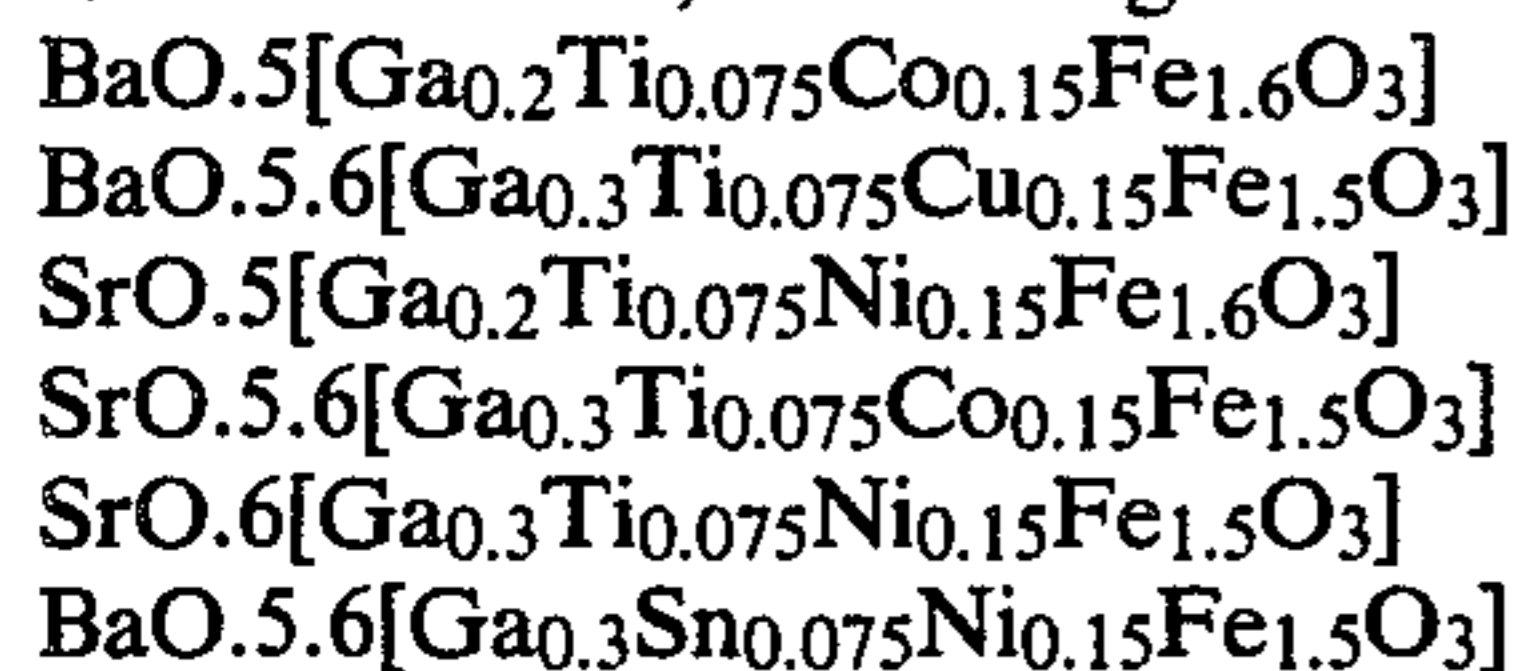 BaO.5[Ga0.2Ti0.075Co0.15Fe1.6O3]
BaO.5.6[Ga0.3Ti0.075Cu0.15Fe1.5O3]
SrO.5[Ga0.2Ti0.075Ni0.15Fe1.6O3]
SrO.5.6[Ga0.3Ti0.075Co0.15Fe1.5O3]
SrO.6[Ga0.3Ti0.075Ni0.15Fe1.5O3]
BaO.5.6[Ga0.3Sn0.075Ni0.15Fe1.5O3]